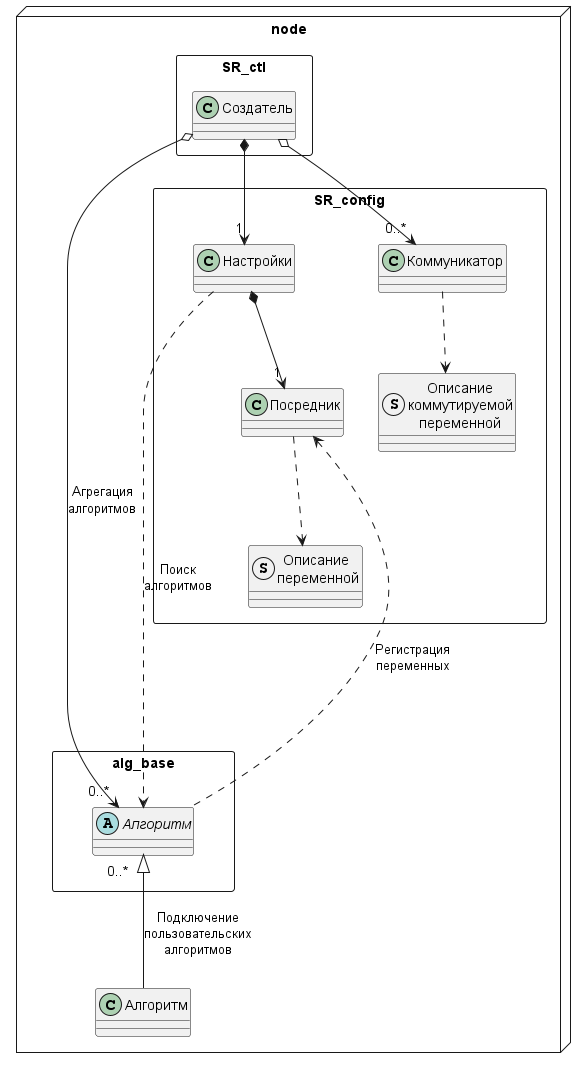 node
SR_ctl
C Создатель
SR_config
1
0..*
C Настройки
C Коммуникатор
1
C Посредник
S Описание
коммутируемой
переменной
Агрегация
алгоритмов
S Описание
переменной
Поиск
алгоритмов
Регистрация
переменных
alg_base
0..*
A Алгоритм
0..*
Подключение
пользовательских
алгоритмов
C Алгоритм